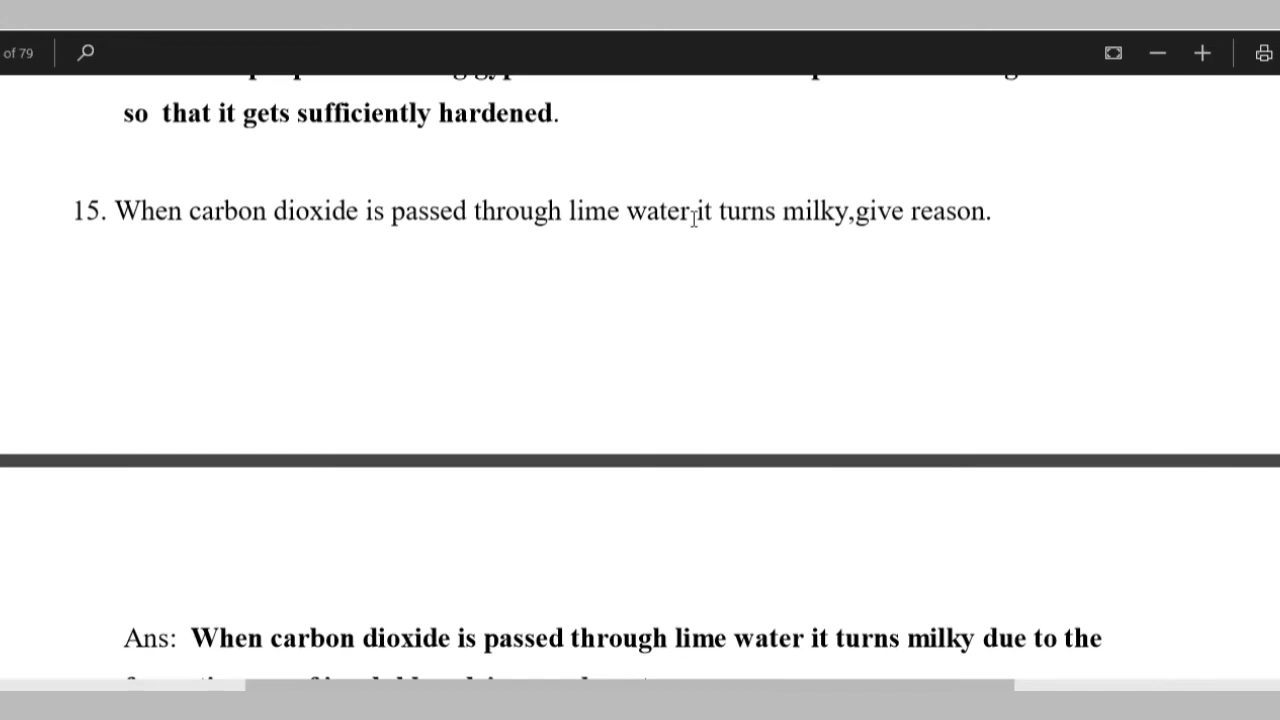 of 79
so that it gets sufficiently hardened.
15. When carbon dioxide is passed through lime water it turns milky,give reason.
Ans: When carbon dioxide is passed through lime water it turns milky due to the